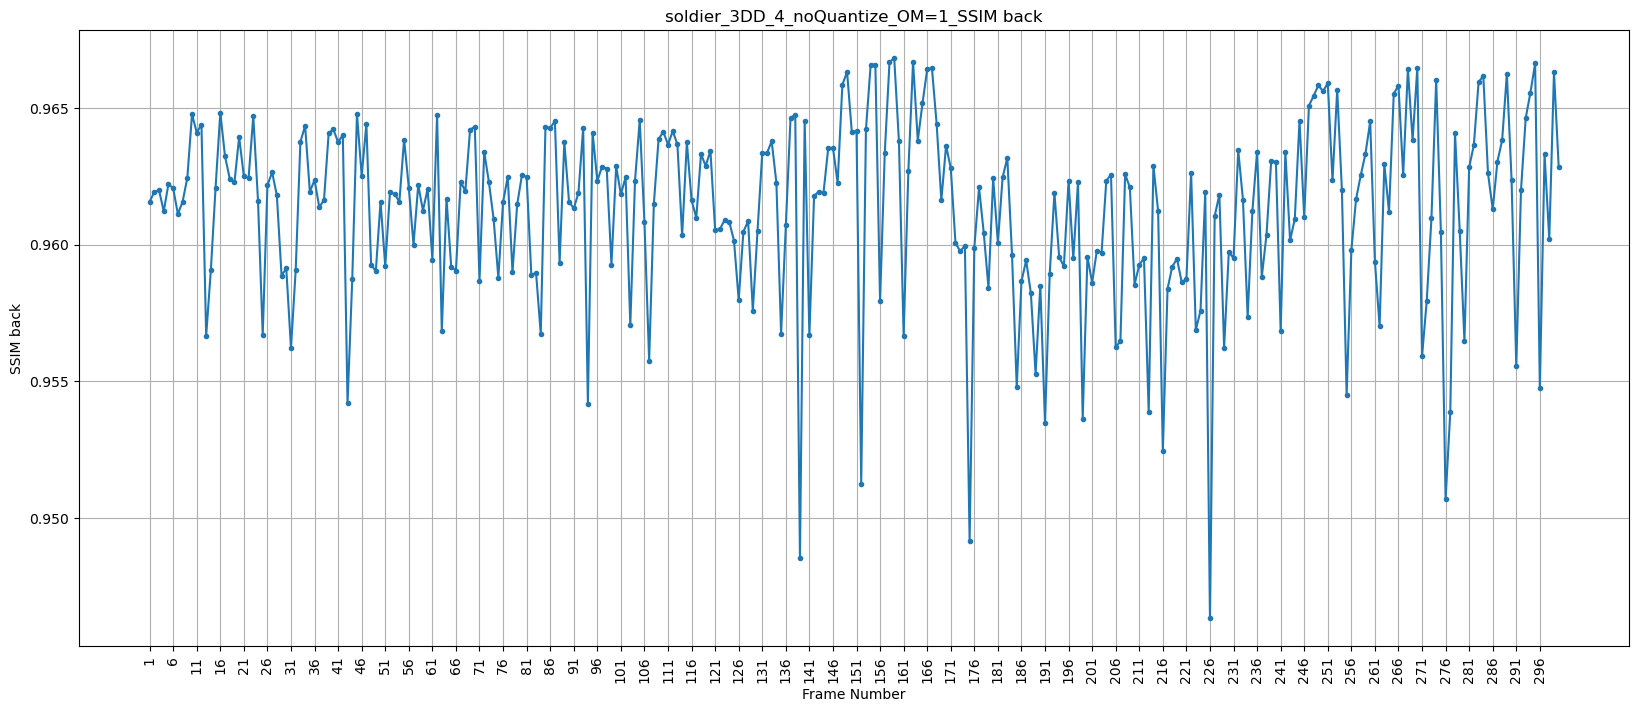 soldier_3DD_4_noQuantize_OM=1_SSIM back
SSIM back
0.965
0.960
0.955
0.950
1 6 11 16 21 26 31 36 41 46 51 56 61 66 71 76 81 86 91 96 101 106 111 116 121 126 131 136 141 146 151 156 161 166 171 176 181 186 191 196 201 206 211 216 221 226 231 236 241 246 251 256 261 266 271 276 281 286 291 296
Frame Number